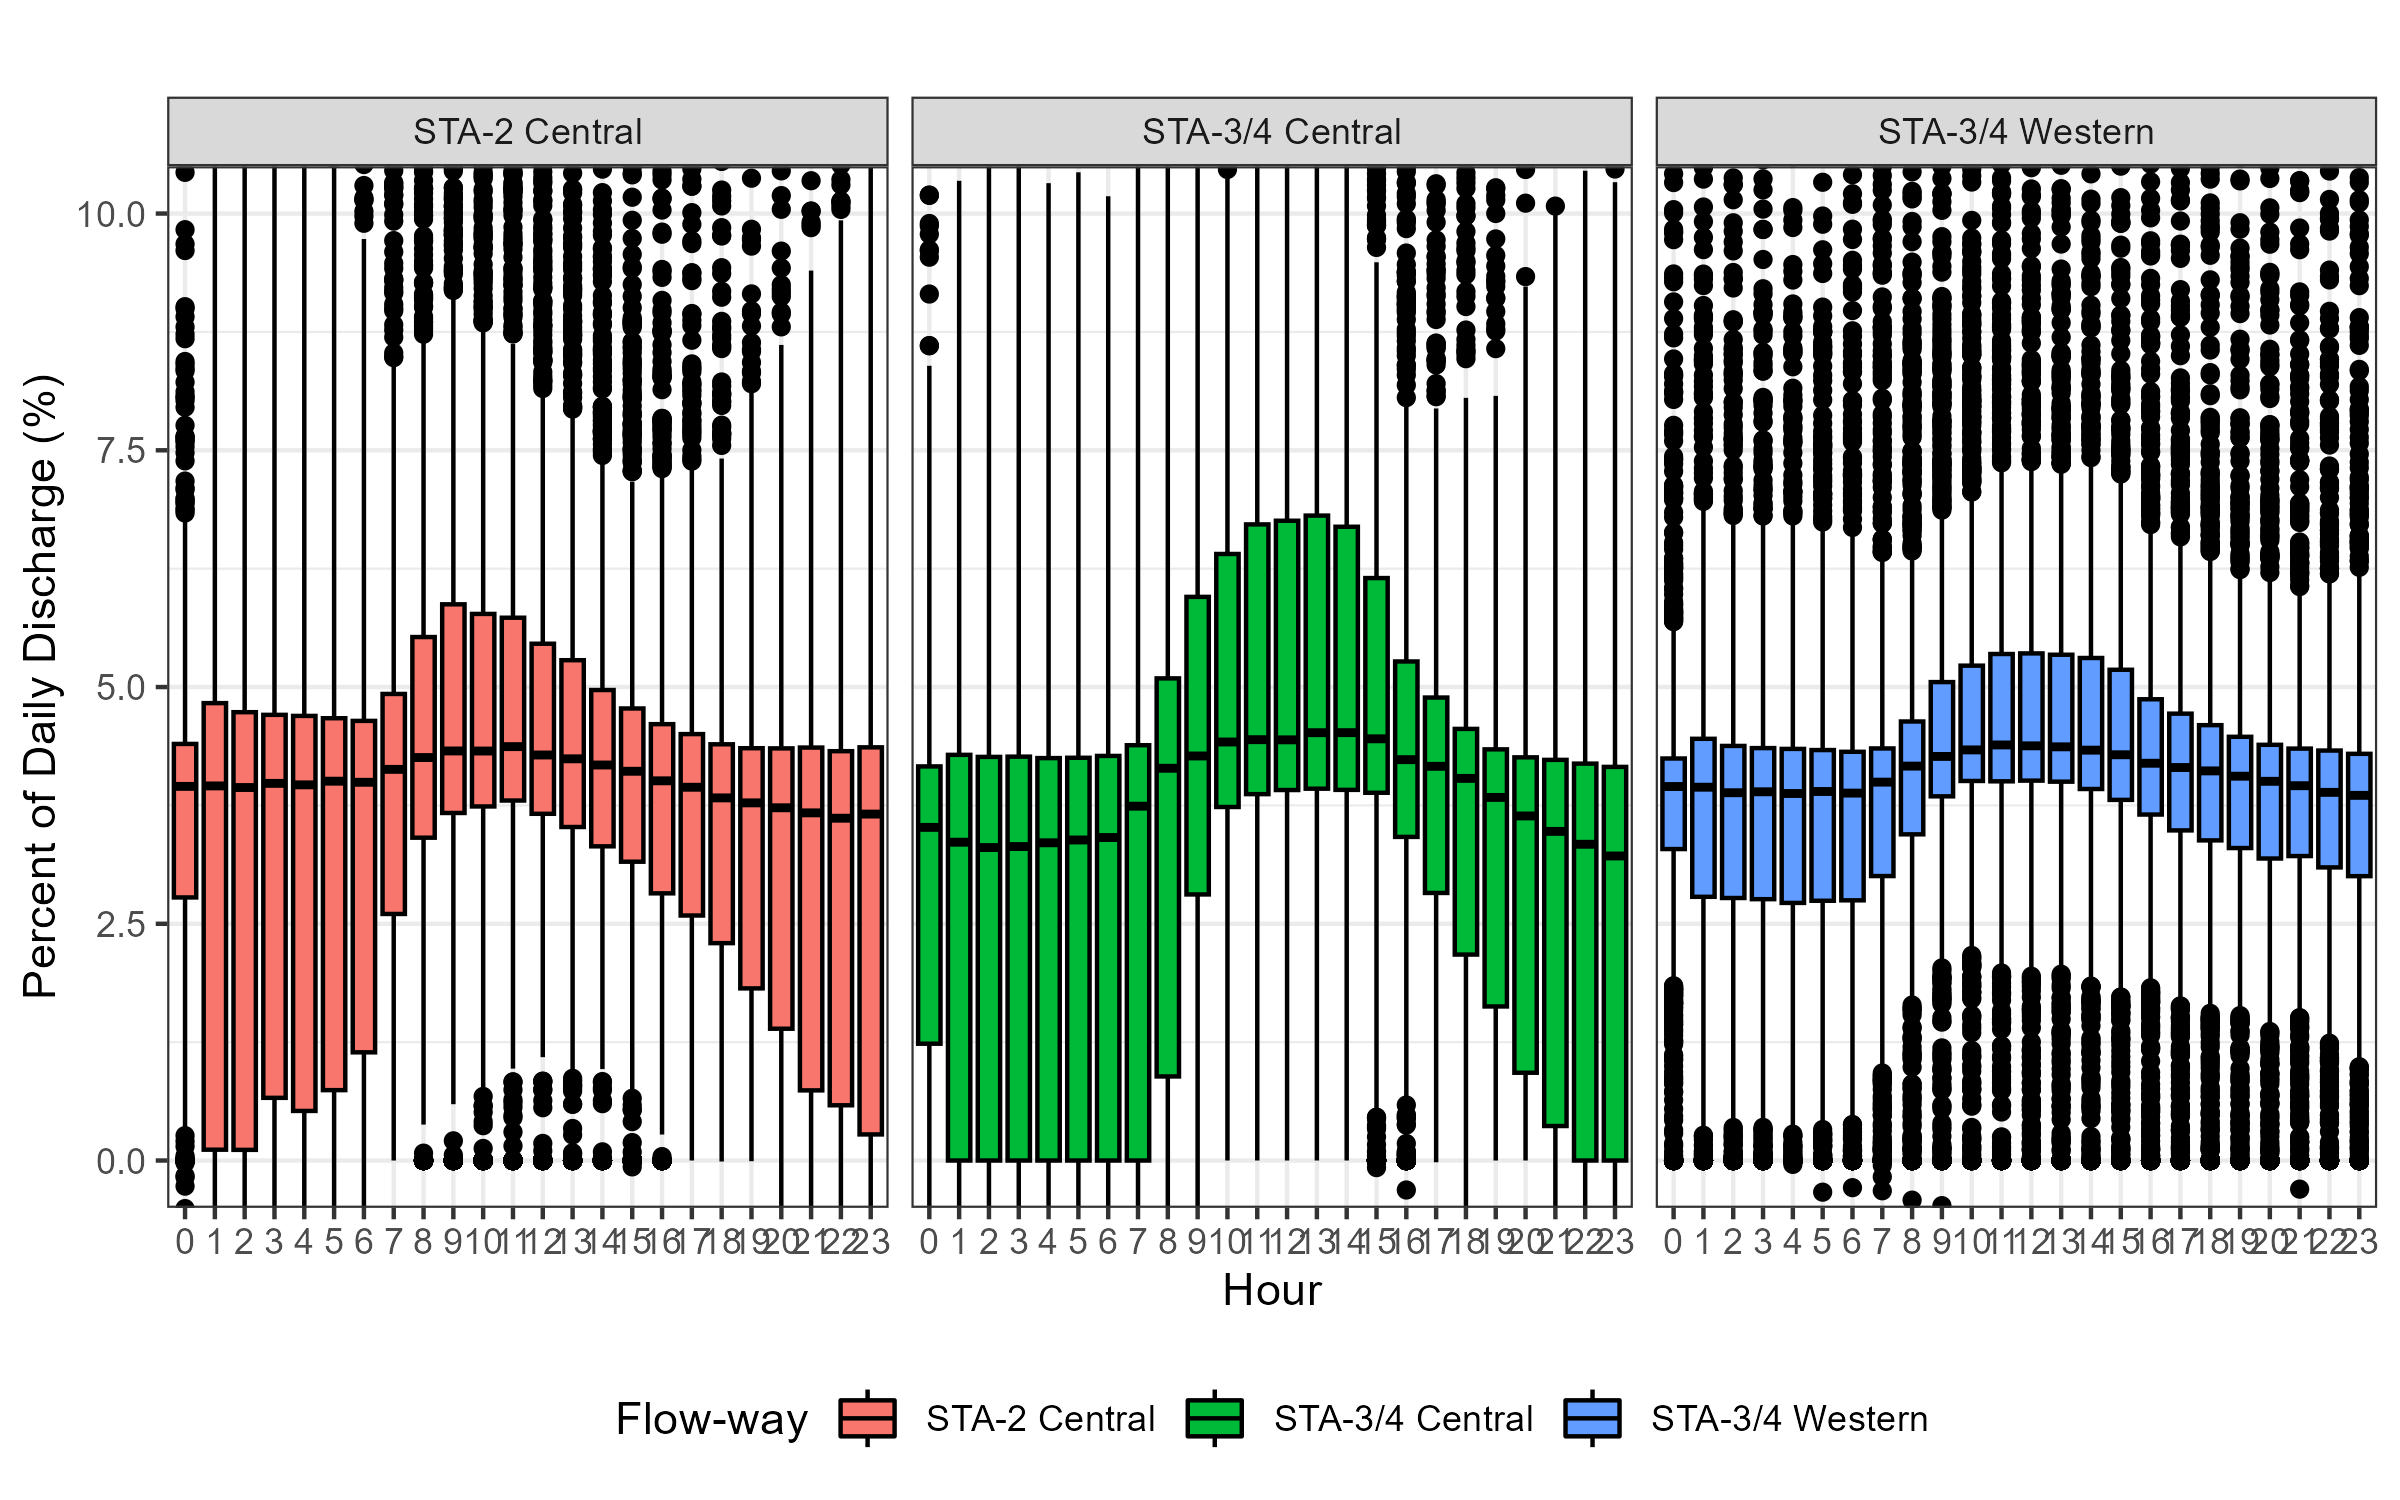 STA-2 Central
STA-3/4 Central
STA-3/4 Western
Percent of Daily Discharge (%)
10.0
7.5
5.0
2.5
0.0
0 1 2 3 4 5 6 7 8 9 10 11 12 13 14 15 16 17 18 19 20 21 22 23
0 1 2 3 4 5 6 7 8 9 10 11 12 13 14 15 16 17 18 19 20 21 22 23
0 1 2 3 4 5 6 7 8 9 10 11 12 13 14 15 16 17 18 19 20 21 22 23
Hour
Flow-way STA-2 Central STA-3/4 Central STA-3/4 Western